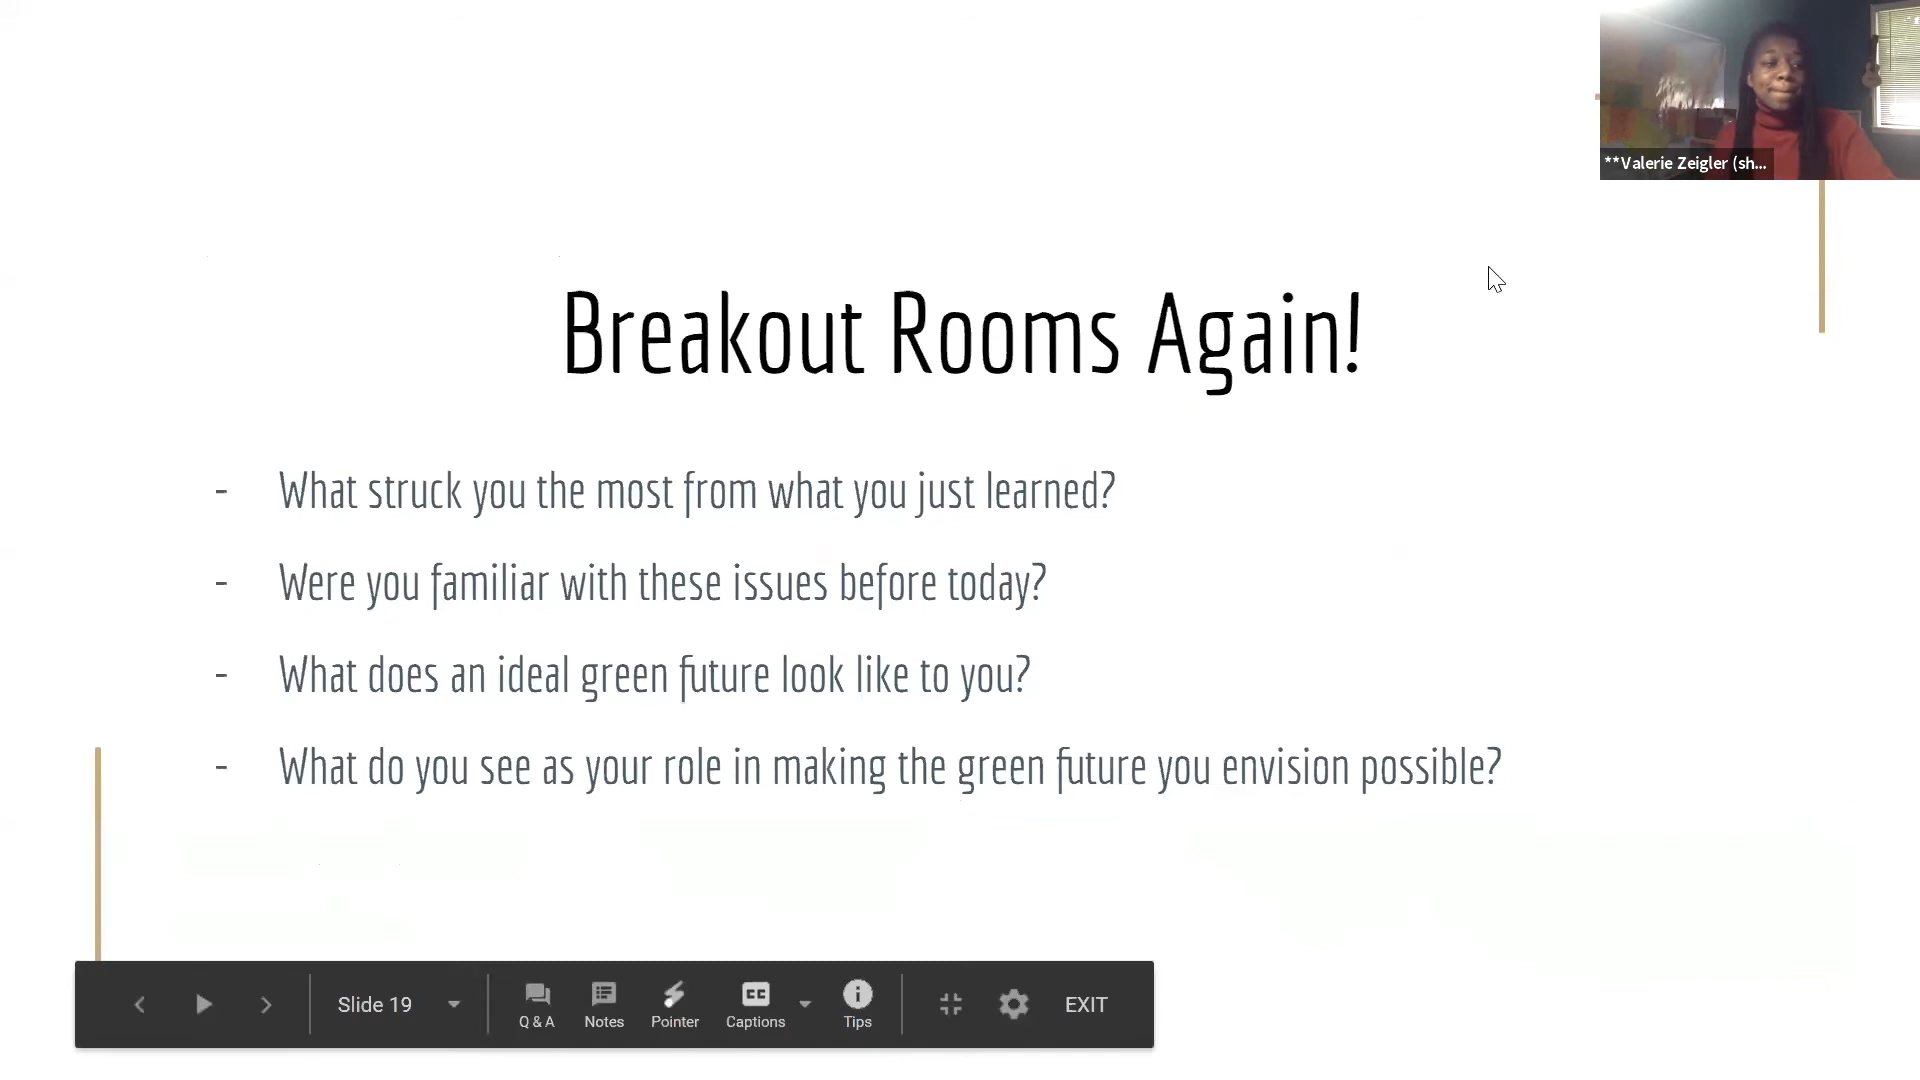 **Valerie Zeigler (sh...
Breakout Rooms Again!
- What struck you the most from what you just learned?
- Were you familiar with these issues before today?
- What does an ideal green future look like to you?
- What do you see as your role in making the green future you envision possible?
Slide 19
Q & A
Notes
Pointer
CC
Captions
Tips
EXIT